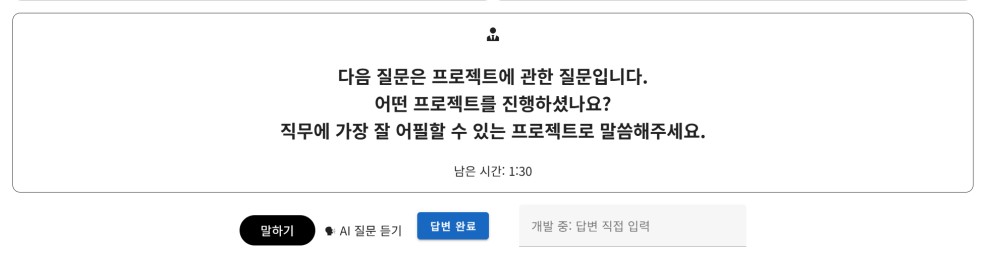 다음 질문은 프로젝트에 관한 질문입니다.
어떤 프로젝트를 진행하셨나요?
직무에 가장 잘 어필할 수 있는 프로젝트로 말씀해주세요.
남은 시간: 1:30
말하기
AI 질문 듣기
답변 완료
개발 중: 답변 직접 입력